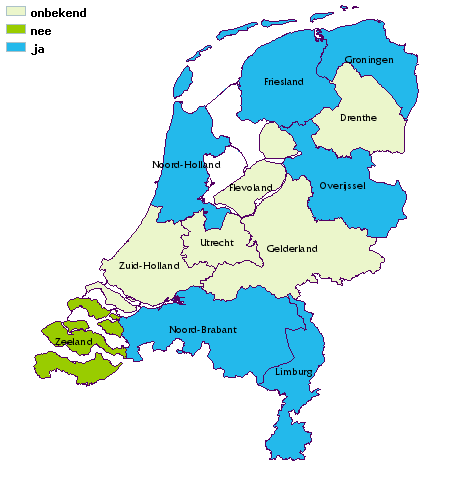 onbekend
nee
ja
Groningen
Friesland
Drenthe
Noord-Holland
Flevoland
Overijssel
Utrecht
Gelderland
Zuid-Holland
Noord-Brabant
Zeeland
Limburg